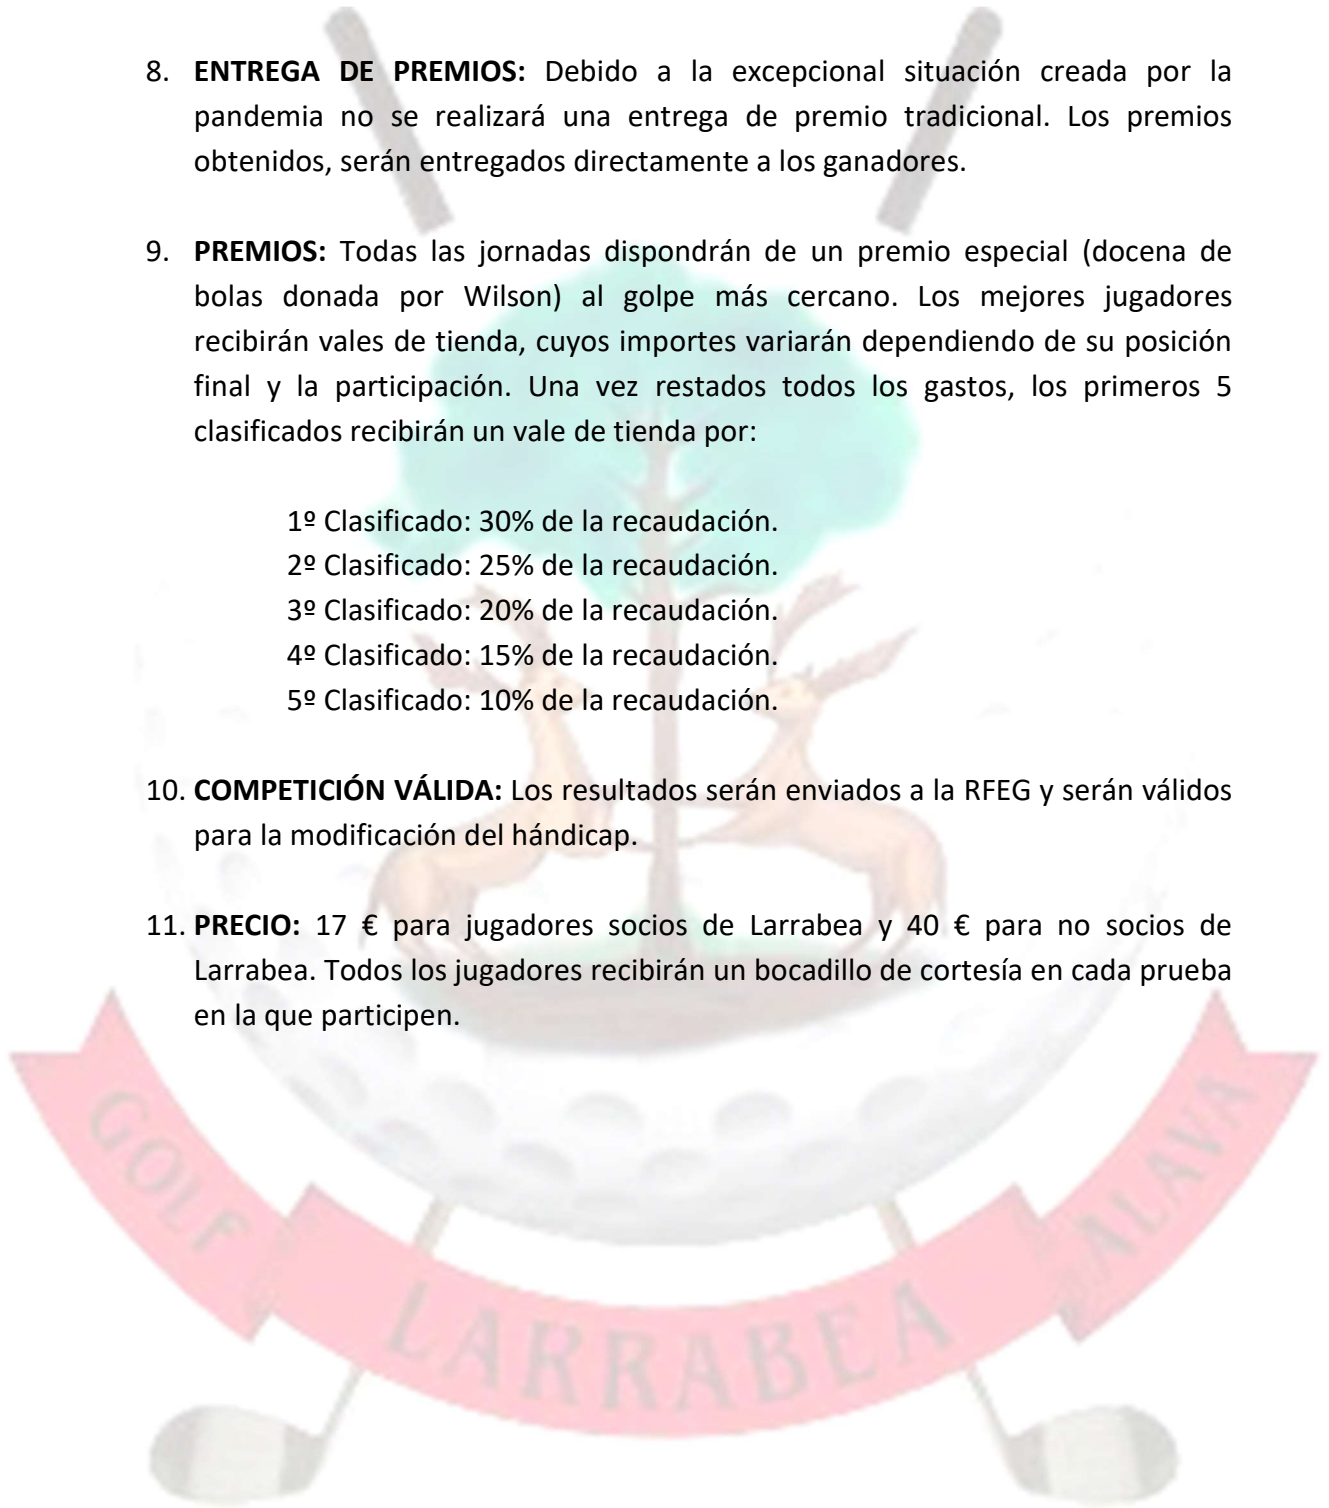 8. ENTREGA DE PREMIOS: Debido a la excepcional situación creada por la
pandemia no se realizará una entrega de premio tradicional. Los premios
obtenidos, serán entregados directamente a los ganadores.
9. PREMIOS: Todas las jornadas dispondrán de un premio especial (docena de
bolas donada por Wilson) al golpe más cercano. Los mejores jugadores
recibirán vales de tienda, cuyos importes variarán dependiendo de su posición
final y la participación. Una vez restados todos los gastos, los primeros 5
clasificados recibirán un vale de tienda por:
1º Clasificado: 30% de la recaudación.
2º Clasificado: 25% de la recaudación.
3º Clasificado: 20% de la recaudación.
4º Clasificado: 15% de la recaudación.
5º Clasificado: 10% de la recaudación.
10. COMPETICIÓN VÁLIDA: Los resultados serán enviados a la RFEG y serán válidos
para la modificación del hándicap.
11. PRECIO: 17 € para jugadores socios de Larrabea y 40 € para no socios de
Larrabea. Todos los jugadores recibirán un bocadillo de cortesía en cada prueba
en la que participen.
GOLF LARRABEA ALAVA